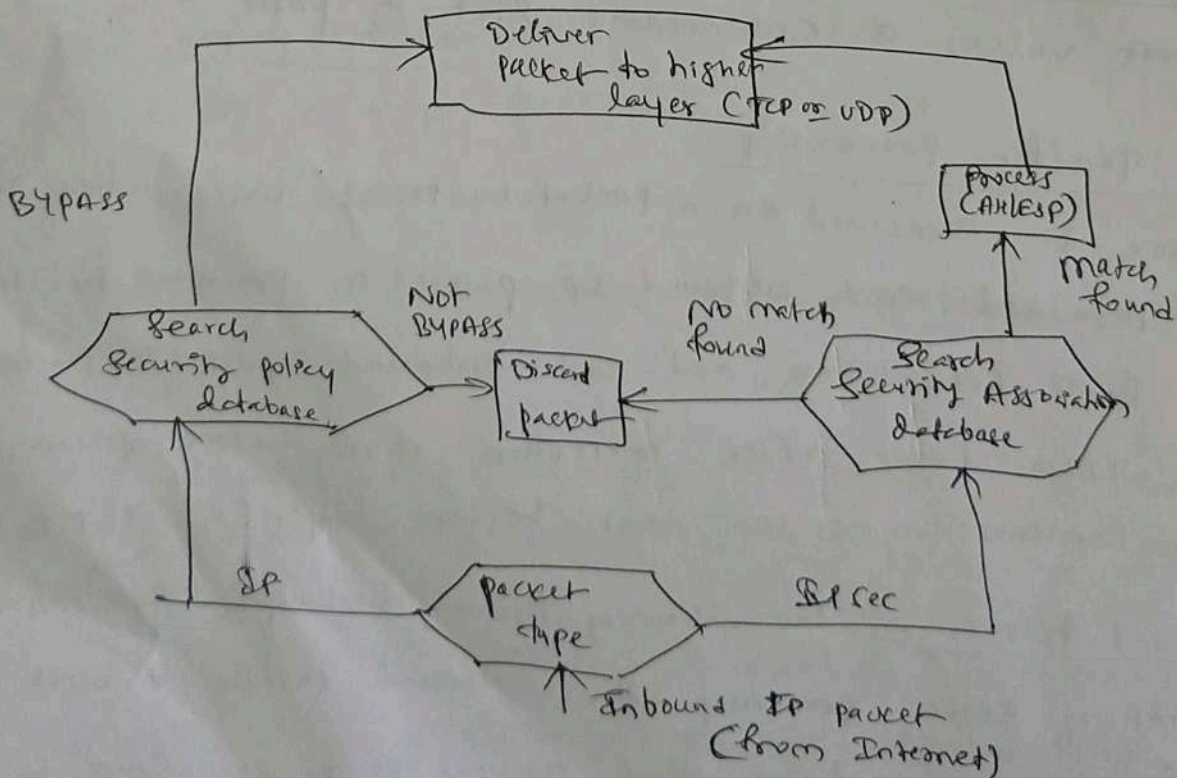 Deliver
packet to higher
layer (TCP or UDP)
BYPASS
process
(AH/ESP)
Match
found
Not
BYPASS
No match
found
Search
Security policy
database
Discard
packet
Search
Security Association
database
IP
packet
type
IPsec
Inbound IP packet
(from Internet)